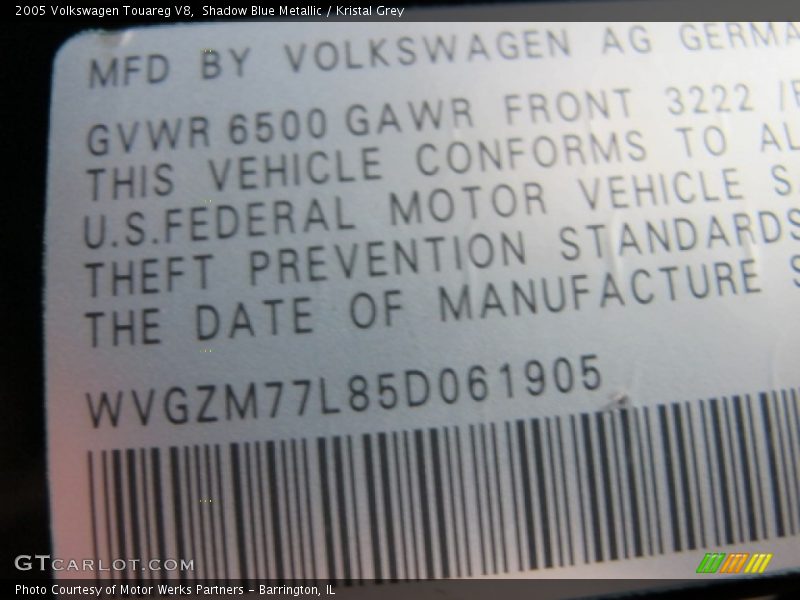 2005 Volkswagen Touareg V8, Shadow Blue Metallic / Kristal Grey
MFD BY VOLKSWAGEN AG GERMA
GVWR 6500 GAWR FRONT 3222 /
THIS VEHICLE CONFORMS TO AL
U.S.FEDERAL MOTOR VEHICLE S
THEFT PREVENTION STANDARDS
THE DATE OF MANUFACTURE S
WVGZM77L85D061905
GTCARLOT.COM
Photo Courtesy of Motor Werks Partners - Barrington, IL